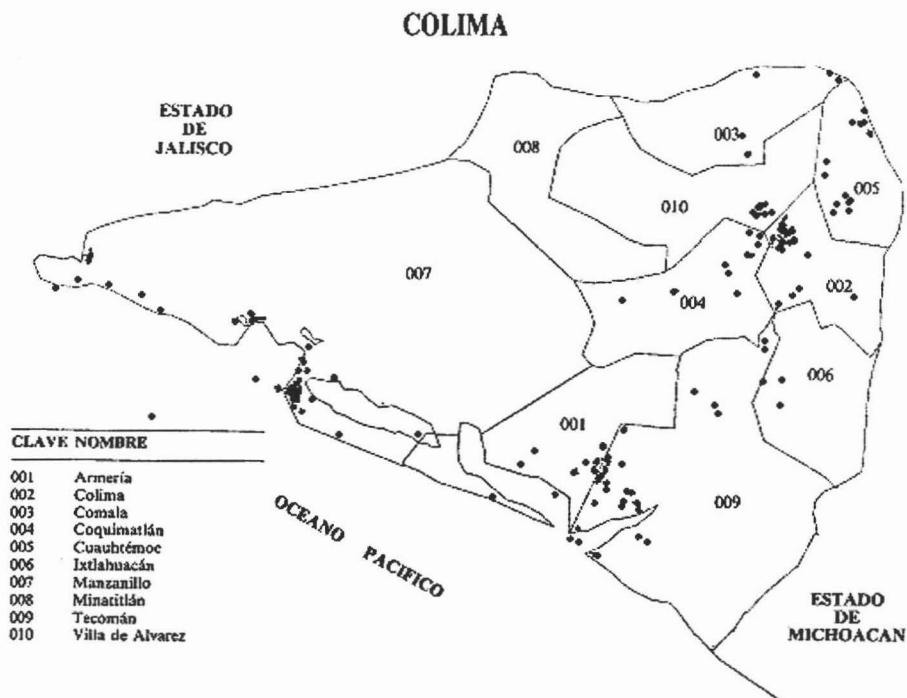 COLIMA
ESTADO
DE
JALISCO
003
008
005
010
007
002
004
006
001
009
CLAVE NOMBRE
001 Armería
002 Colima
003 Comala
004 Coquimatlán
005 Cuauhtémoc
006 Ixtlahuacán
007 Manzanillo
008 Minatitlán
009 Tecomán
010 Villa de Alvarez
OCEANO PACIFICO
ESTADO
DE
MICHOACAN